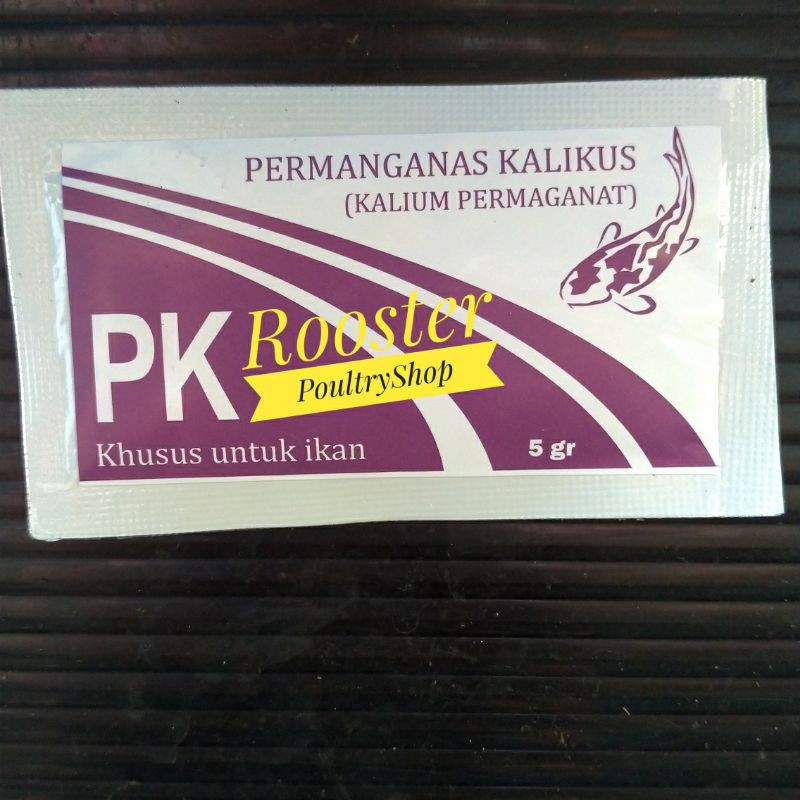 PERMANGANAS KALIKUS
(KALIUM PERMAGANAT)
PK
Rooster
PoultryShop
Khusus untuk ikan
5 gr